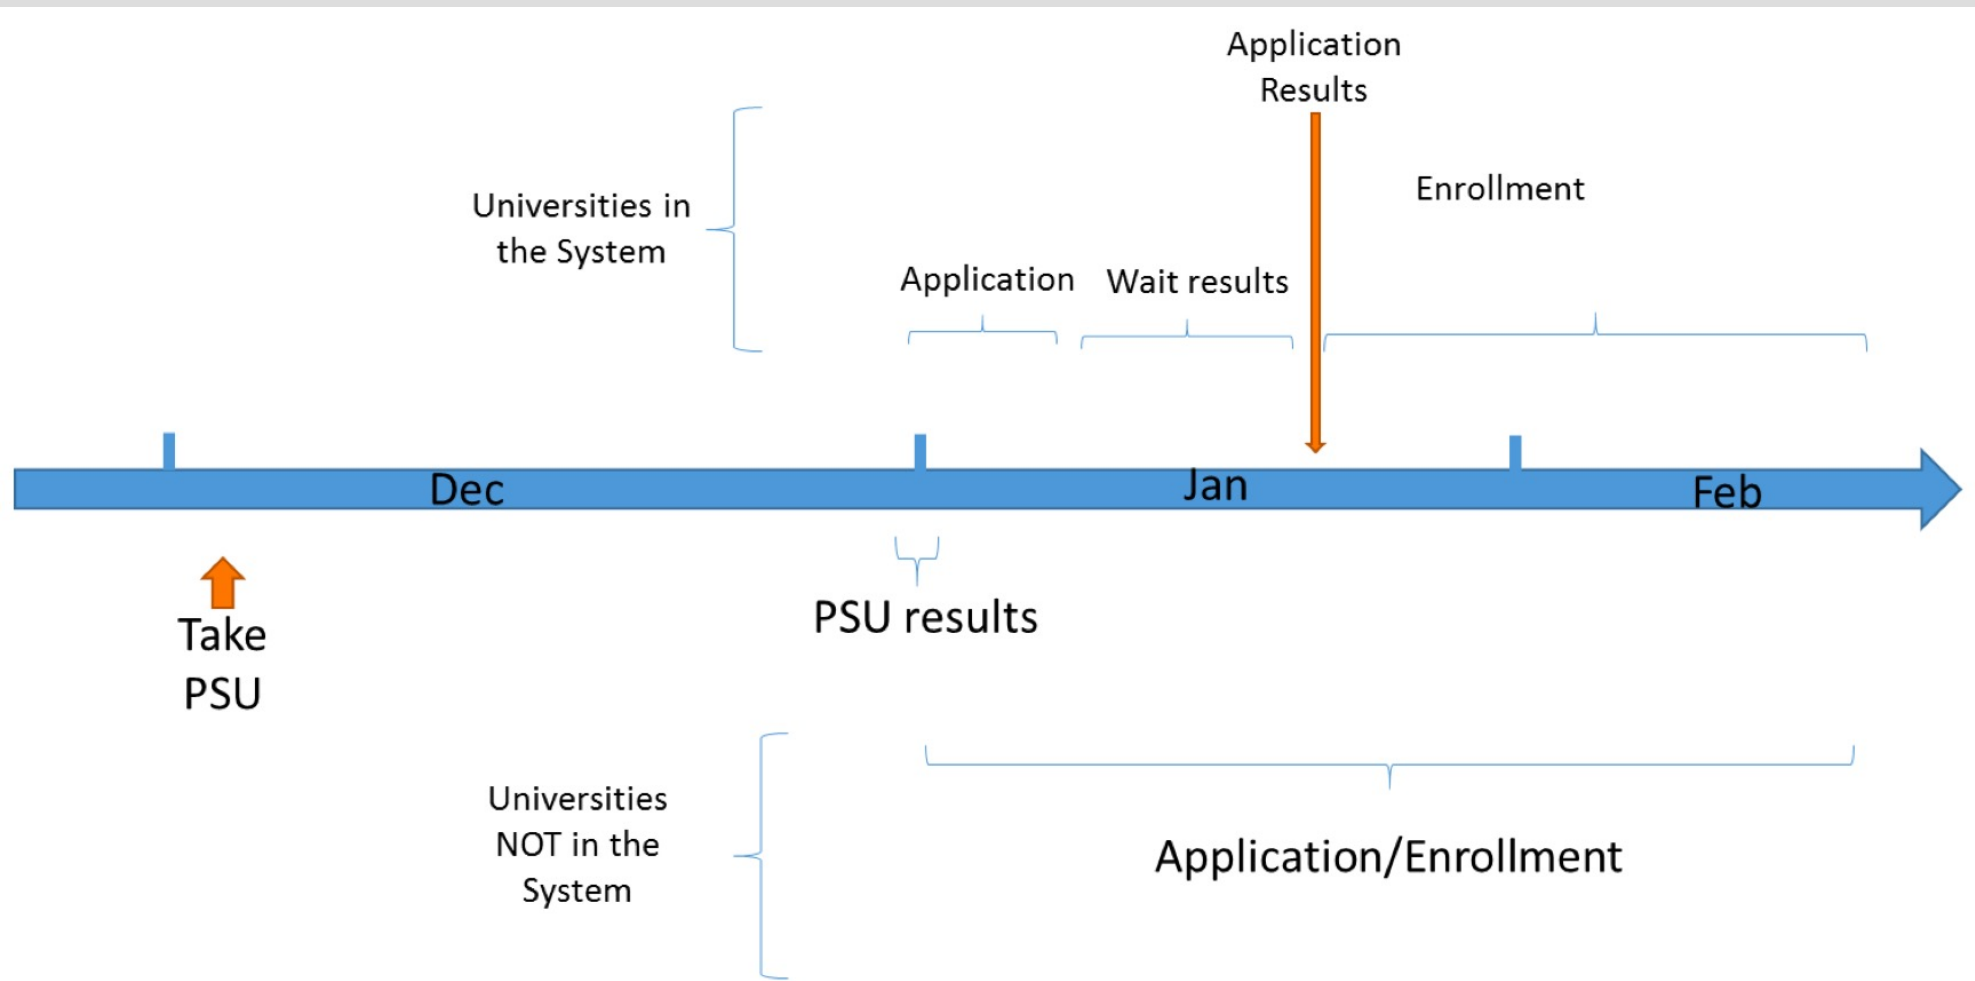 Application
Results
Enrollment
Universities in
the System
Application
Wait results
Dec
Jan
Feb
Take
PSU
PSU results
Universities
NOT in the
System
Application/Enrollment